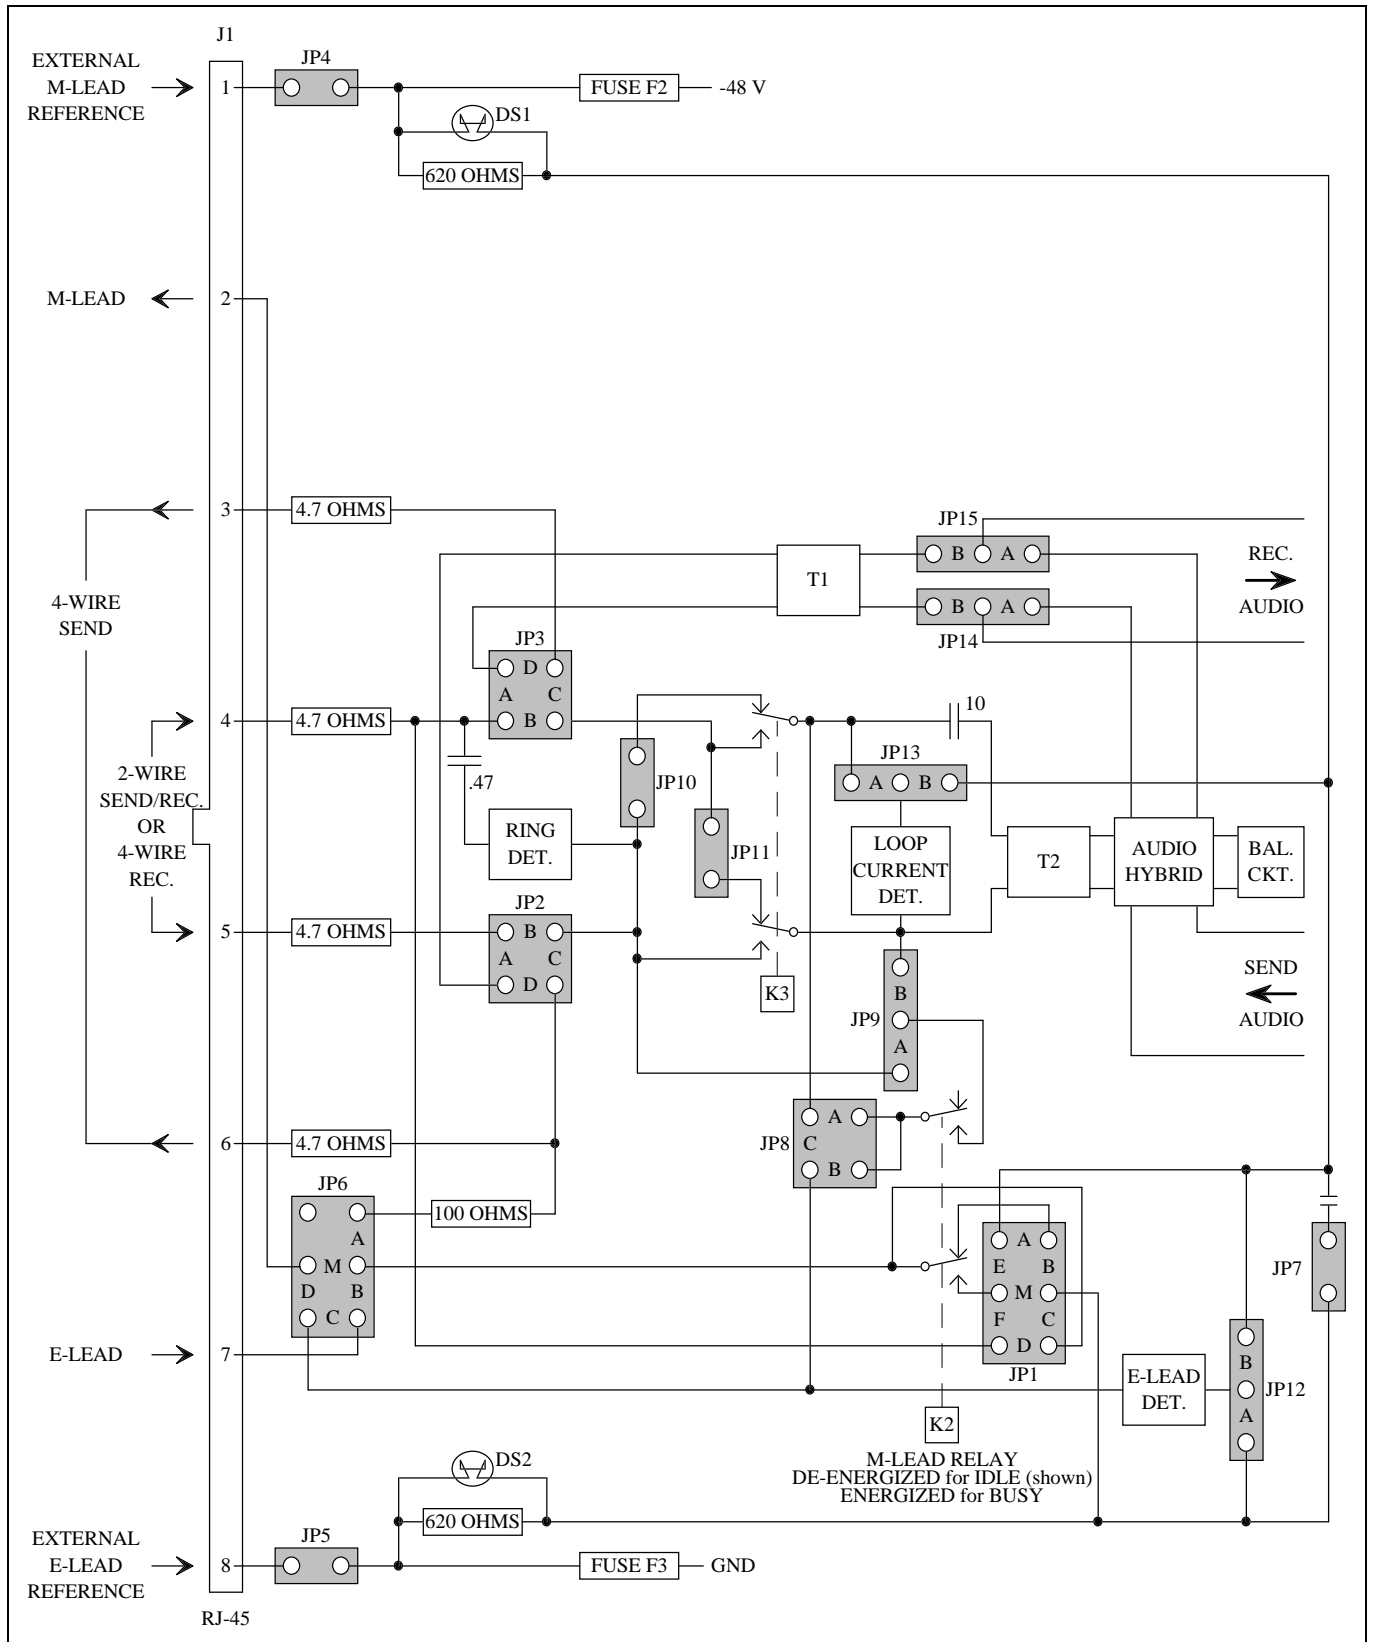 J1
EXTERNAL
M-LEAD
REFERENCE
1
JP4
FUSE F2
-48 V
DS1
620 OHMS
M-LEAD
2
3
4.7 OHMS
4-WIRE
SEND
T1
JP15
B A
REC.
AUDIO
B A
JP14
JP3
D
A C
B
4
4.7 OHMS
.47
10
JP13
A B
JP10
JP11
2-WIRE
SEND/REC.
OR
4-WIRE
REC.
RING
DET.
LOOP
CURRENT
DET.
T2
AUDIO
HYBRID
BAL.
CKT.
JP2
B
A C
D
5
4.7 OHMS
K3
JP9
B
A
SEND
AUDIO
6
4.7 OHMS
JP8
A
C
B
JP6
100 OHMS
A
M
D B
C
A
E B
M
F C
D
JP1
JP7
E-LEAD
7
E-LEAD
DET.
B
JP12
A
K2
M-LEAD RELAY
DE-ENERGIZED for IDLE (shown)
ENERGIZED for BUSY
DS2
620 OHMS
EXTERNAL
E-LEAD
REFERENCE
8
JP5
FUSE F3
GND
RJ-45